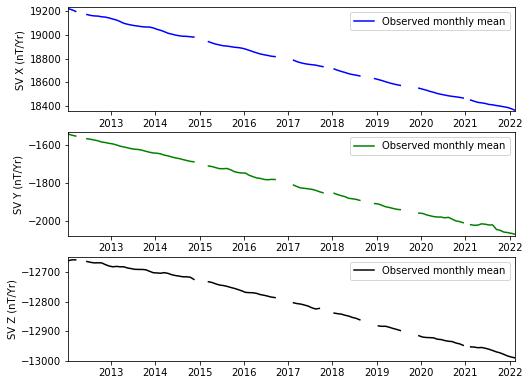 19200
19000
18800
18600
18400
SV X (nT/Yr)
Observed monthly mean
2013 2014 2015 2016 2017 2018 2019 2020 2021 2022
−1600
−1800
−2000
SV Y (nT/Yr)
Observed monthly mean
2013 2014 2015 2016 2017 2018 2019 2020 2021 2022
−12700
−12800
−12900
−13000
SV Z (nT/Yr)
Observed monthly mean
2013 2014 2015 2016 2017 2018 2019 2020 2021 2022